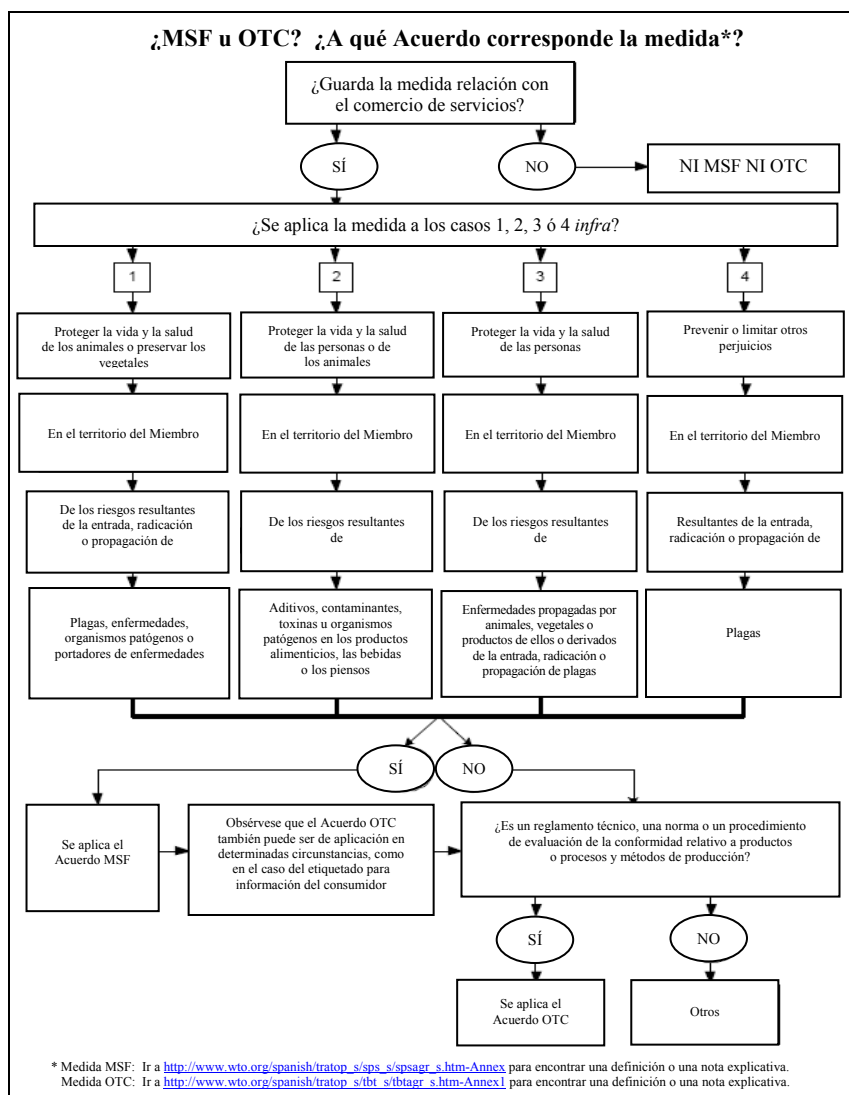 ¿MSF u OTC? ¿A qué Acuerdo corresponde la medida*?
¿Guarda la medida relación con
el comercio de servicios?
SÍ
NO
NI MSF NI OTC
¿Se aplica la medida a los casos 1, 2, 3 ó 4 infra?
1
2
3
4
Proteger la vida y la salud
de los animales o preservar los
vegetales
Proteger la vida y la salud
de las personas o de
los animales
Proteger la vida y la salud
de las personas
Prevenir o limitar otros
perjuicios
En el territorio del Miembro
En el territorio del Miembro
En el territorio del Miembro
En el territorio del Miembro
De los riesgos resultantes
de la entrada, radicación
o propagación de
De los riesgos resultantes
de
De los riesgos resultantes
de
Resultantes de la entrada,
radicación o propagación de
Plagas, enfermedades,
organismos patógenos o
portadores de enfermedades
Aditivos, contaminantes,
toxinas u organismos
patógenos en los productos
alimenticios, las bebidas
o los piensos
Enfermedades propagadas por
animales, vegetales o
productos de ellos o derivados
de la entrada, radicación o
propagación de plagas
Plagas
SÍ
NO
Se aplica el
Acuerdo MSF
Obsérvese que el Acuerdo OTC
también puede ser de aplicación en
determinadas circunstancias, como
en el caso del etiquetado para
información del consumidor
¿Es un reglamento técnico, una norma o un procedimiento
de evaluación de la conformidad relativo a productos
o procesos y métodos de producción?
SÍ
NO
Se aplica el
Acuerdo OTC
Otros
* Medida MSF: Ir a http://www.wto.org/spanish/tratop_s/sps_s/spsagr_s.htm-Annex para encontrar una definición o una nota explicativa.
Medida OTC: Ir a http://www.wto.org/spanish/tratop_s/tbt_s/tbtagr_s.htm-Annex1 para encontrar una definición o una nota explicativa.